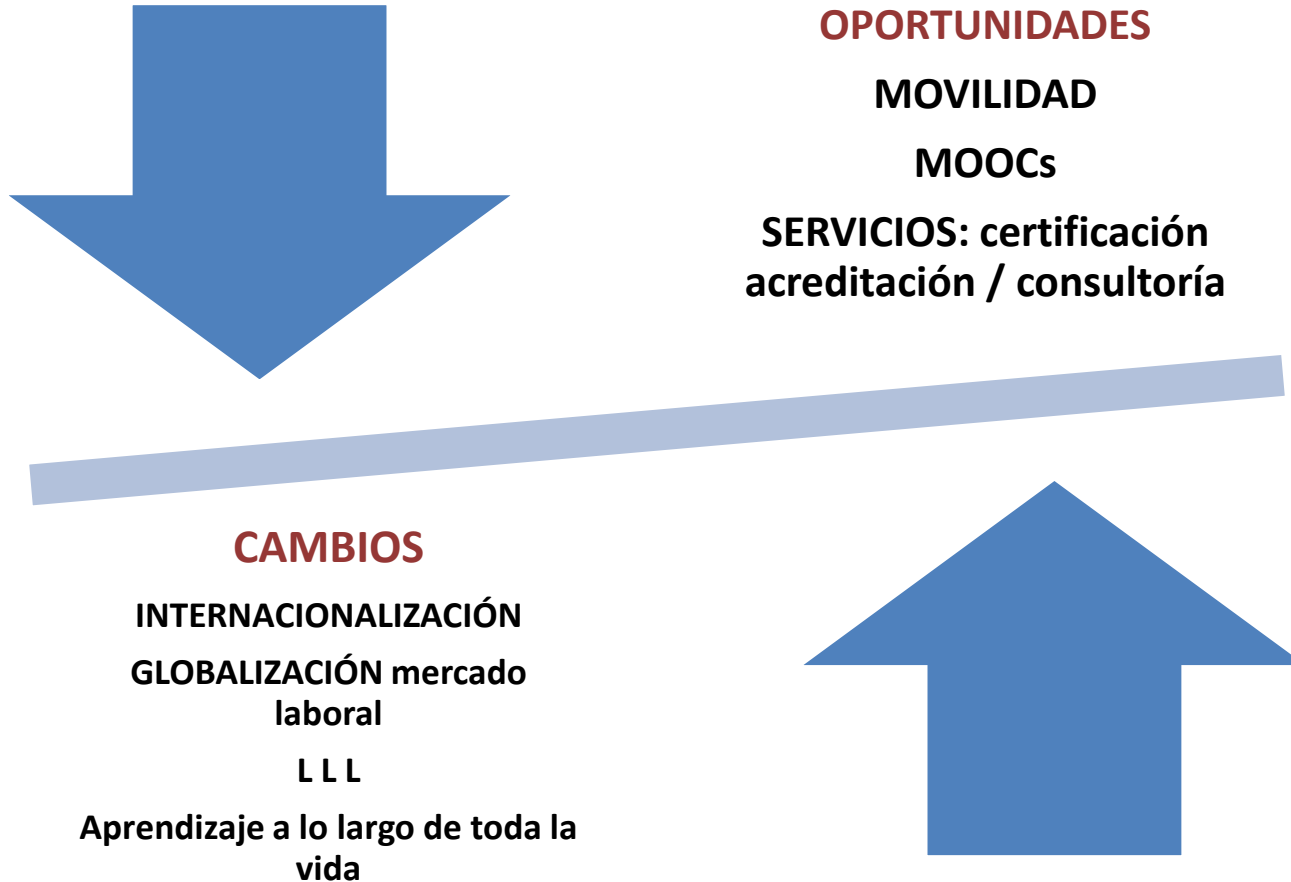 OPORTUNIDADES
MOVILIDAD
MOOCs
SERVICIOS: certificación
acreditación / consultoría
CAMBIOS
INTERNACIONALIZACIÓN
GLOBALIZACIÓN mercado
laboral
L L L
Aprendizaje a lo largo de toda la
vida